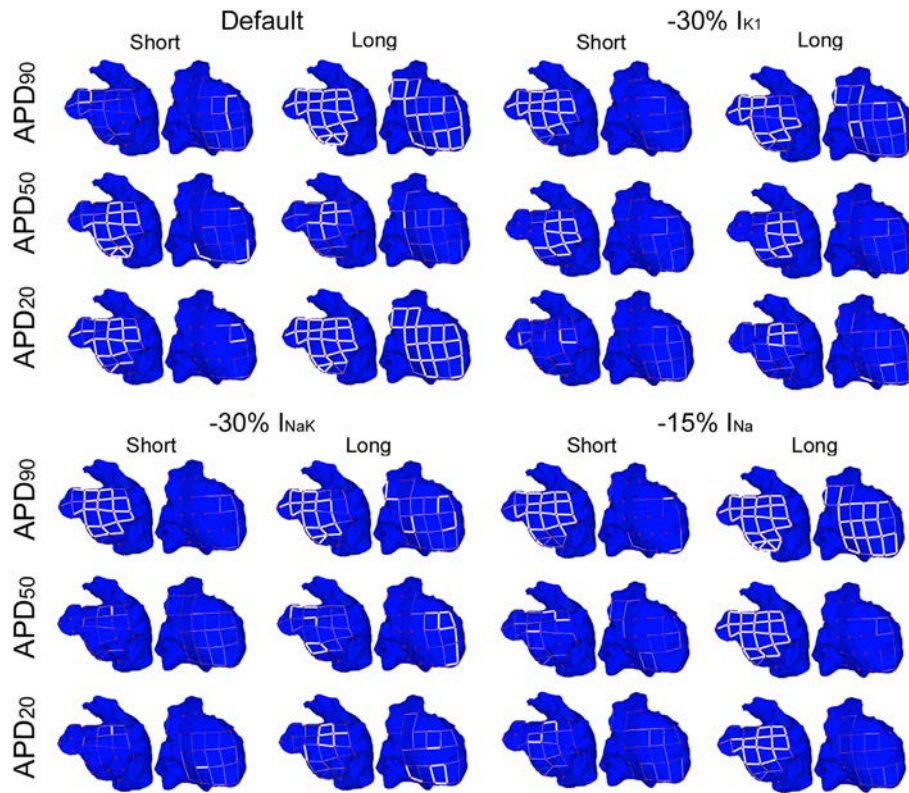 Default -30% IK1
Short Long Short Long
APD90
APD50
APD20
-30% INaK -15% INa
Short Long Short Long
APD90
APD50
APD20